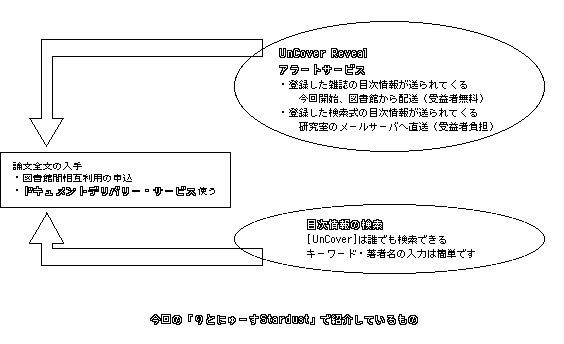 UnCover Reveal
アラートサービス
・登録した雑誌の目次情報が送られてくる
今回開始、図書館から配送（受益者無料）
・登録した検索式の目次情報が送られてくる
研究室のメールサーバへ直送（受益者負担）
論文全文の入手
・図書館間相互利用の申込
・ドキュメントデリバリー・サービス使う
目次情報の検索
[UnCover]は誰でも検索できる
キーワード・著者名の入力は簡単です
今回の「りとにゅーすStardust」で紹介しているもの